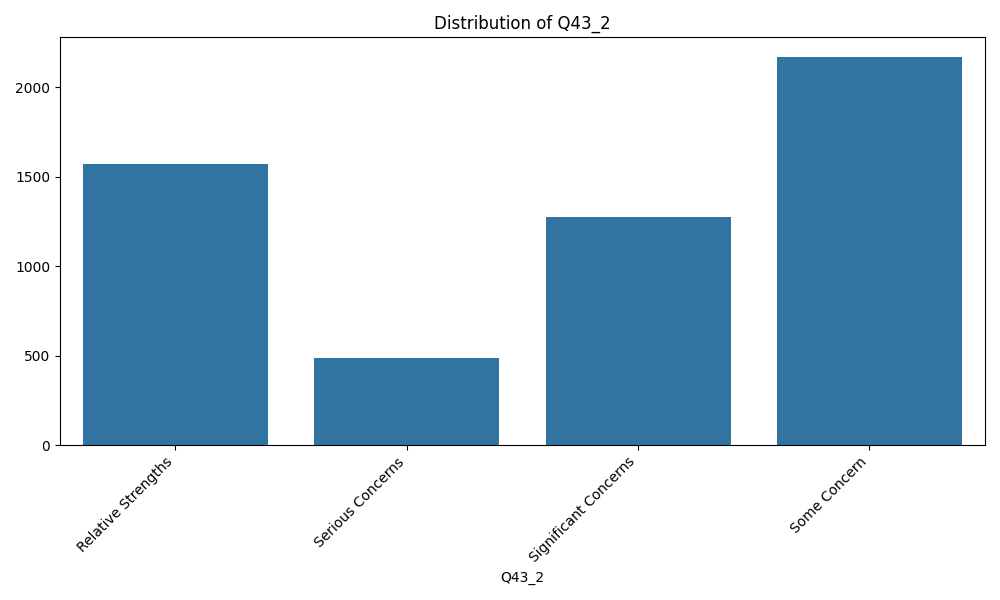 Distribution of Q43_2
2000
1500
1000
500
0
Relative Strengths
Serious Concerns
Significant Concerns
Some Concern
Q43_2